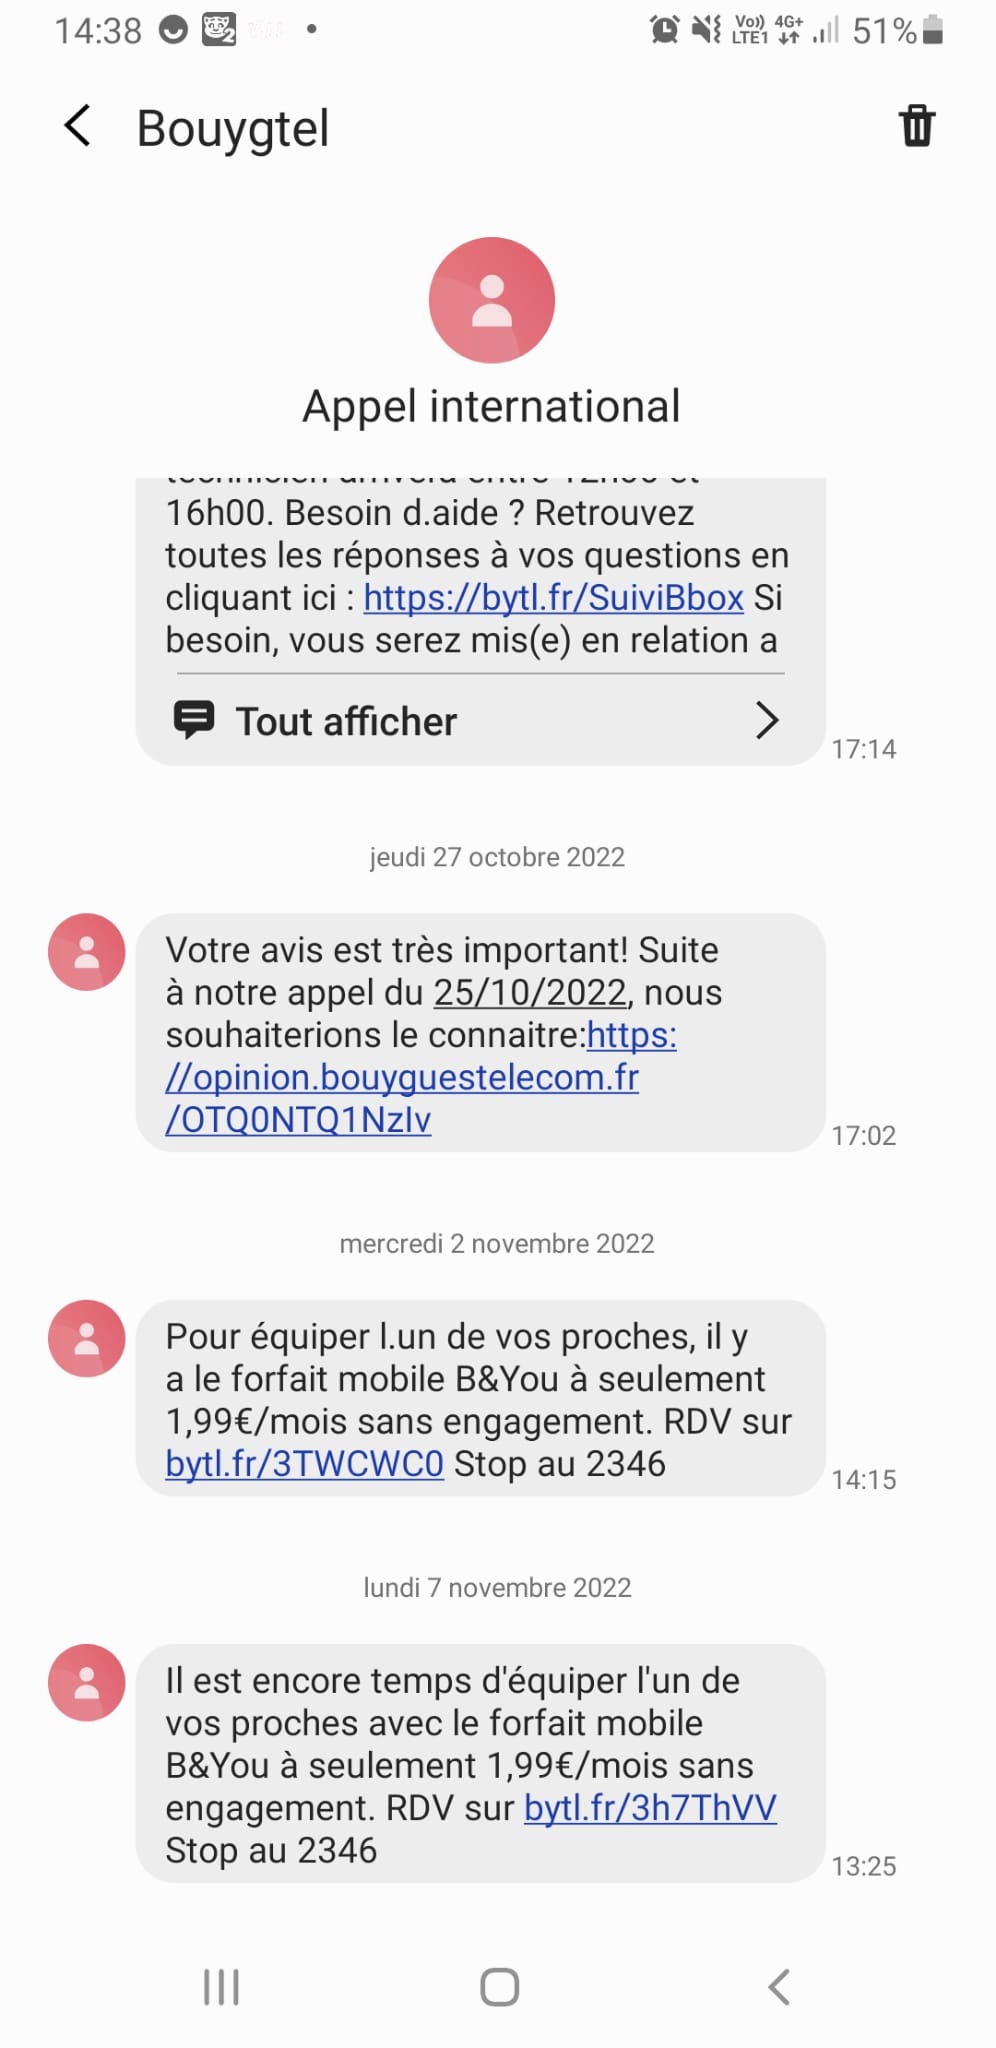 14:38
Vo)) 4G+
LTE1
51%
Bouygtel
Appel international
16h00. Besoin d.aide ? Retrouvez
toutes les réponses à vos questions en
cliquant ici : https://bytl.fr/SuiviBbox Si
besoin, vous serez mis(e) en relation a
Tout afficher
17:14
jeudi 27 octobre 2022
Votre avis est très important! Suite
à notre appel du 25/10/2022, nous
souhaiterions le connaitre:https:
//opinion.bouyguestelecom.fr
/OTQ0NTQ1NzIv
17:02
mercredi 2 novembre 2022
Pour équiper l.un de vos proches, il y
a le forfait mobile B&You à seulement
1,99€/mois sans engagement. RDV sur
bytl.fr/3TWCWC0 Stop au 2346
14:15
lundi 7 novembre 2022
Il est encore temps d'équiper l'un de
vos proches avec le forfait mobile
B&You à seulement 1,99€/mois sans
engagement. RDV sur bytl.fr/3h7ThVV
Stop au 2346
13:25